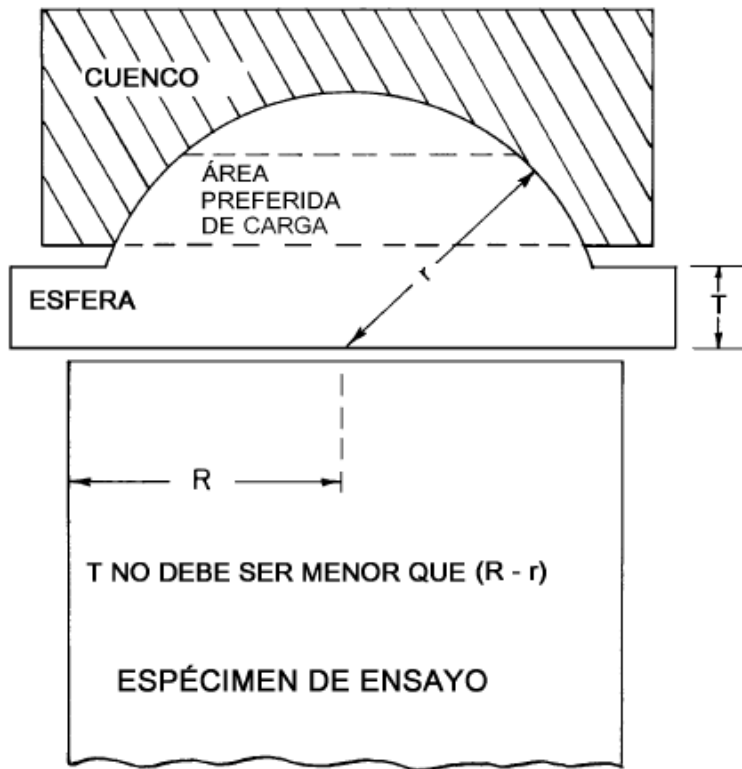 CUENCO
ÁREA
PREFERIDA
DE CARGA
r
ESFERA
T
R
T NO DEBE SER MENOR QUE (R - r)
ESPÉCIMEN DE ENSAYO